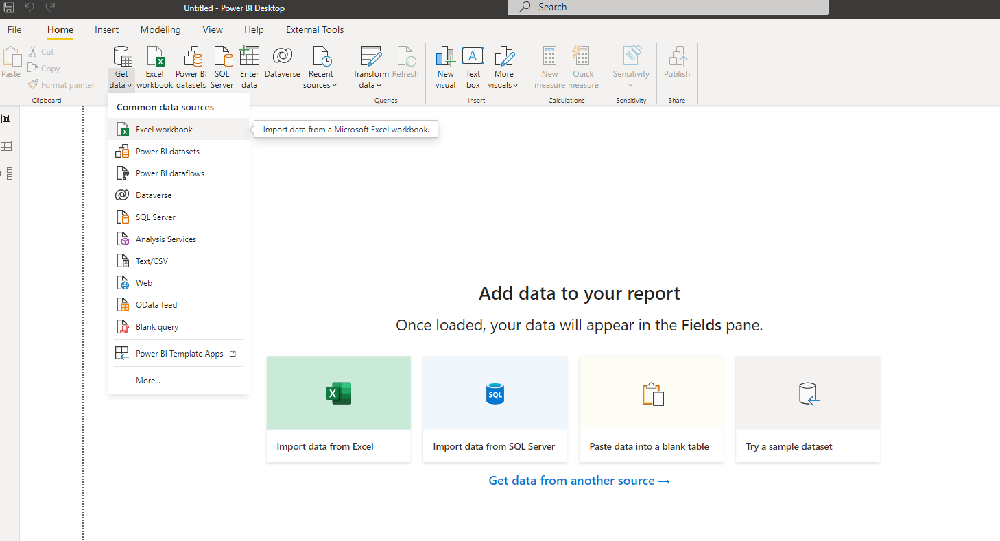 Untitled - Power BI Desktop
Search
File Home Insert Modeling View Help External Tools
Paste
Cut
Copy
Format painter
Clipboard
Get data
Excel workbook
Power BI datasets
SQL Server
Enter data
Dataverse
Recent sources
Transform data
Refresh
Queries
New visual
Text box
More visuals
Insert
New measure
Quick measure
Calculations
Sensitivity
Sensitivity
Publish
Share
Common data sources
Excel workbook
Import data from a Microsoft Excel workbook.
Power BI datasets
Power BI dataflows
Dataverse
SQL Server
Analysis Services
Text/CSV
Web
OData feed
Blank query
Power BI Template Apps
More...
Add data to your report
Once loaded, your data will appear in the Fields pane.
X
SQL
Import data from Excel
Import data from SQL Server
Paste data into a blank table
Try a sample dataset
Get data from another source →